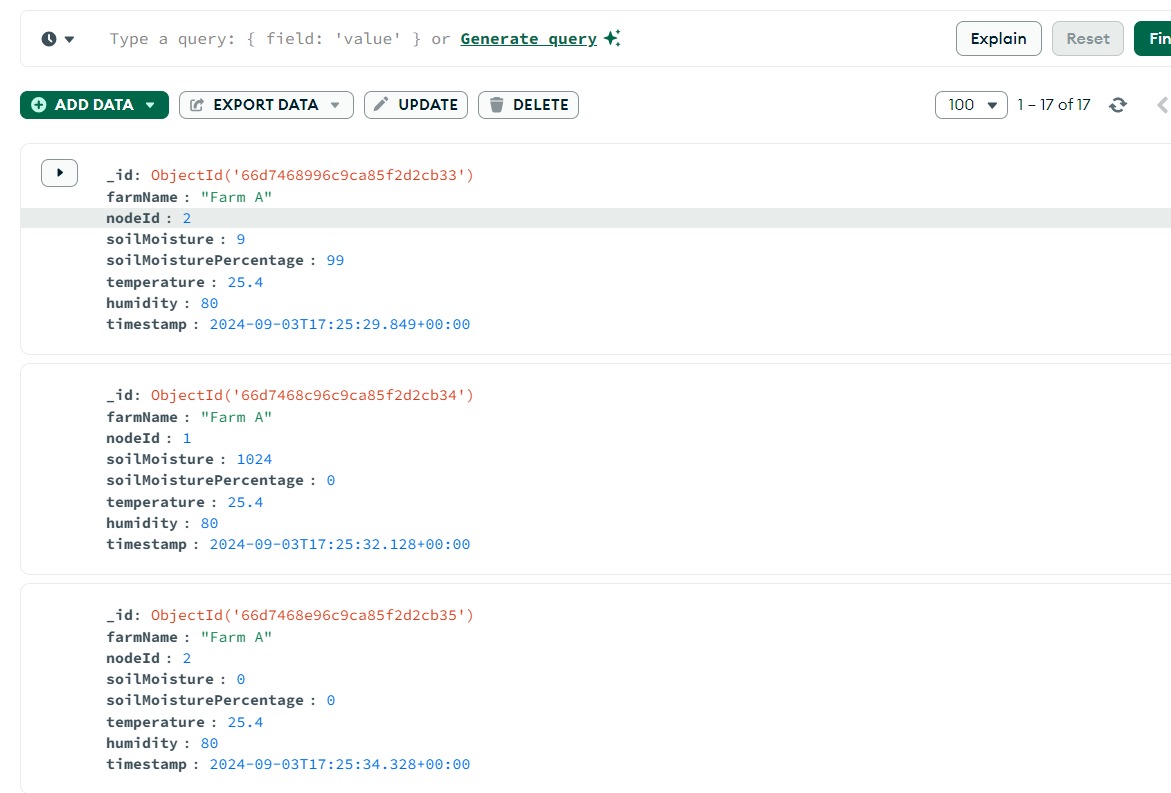 Type a query: { field: 'value' } or Generate query
Explain
Reset
Fin
ADD DATA
EXPORT DATA
UPDATE
DELETE
100
1 – 17 of 17
_id: ObjectId('66d7468996c9ca85f2d2cb33')
farmName : "Farm A"
nodeId : 2
soilMoisture : 9
soilMoisturePercentage : 99
temperature : 25.4
humidity : 80
timestamp : 2024-09-03T17:25:29.849+00:00
_id: ObjectId('66d7468c96c9ca85f2d2cb34')
farmName : "Farm A"
nodeId : 1
soilMoisture : 1024
soilMoisturePercentage : 0
temperature : 25.4
humidity : 80
timestamp : 2024-09-03T17:25:32.128+00:00
_id: ObjectId('66d7468e96c9ca85f2d2cb35')
farmName : "Farm A"
nodeId : 2
soilMoisture : 0
soilMoisturePercentage : 0
temperature : 25.4
humidity : 80
timestamp : 2024-09-03T17:25:34.328+00:00